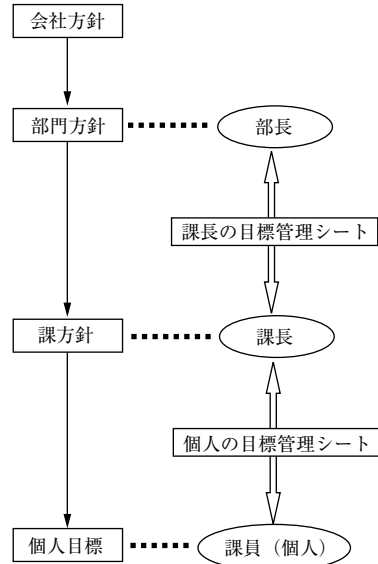 会社方針
部門方針
部長
課長の目標管理シート
課方針
課長
個人の目標管理シート
個人目標
課員（個人）